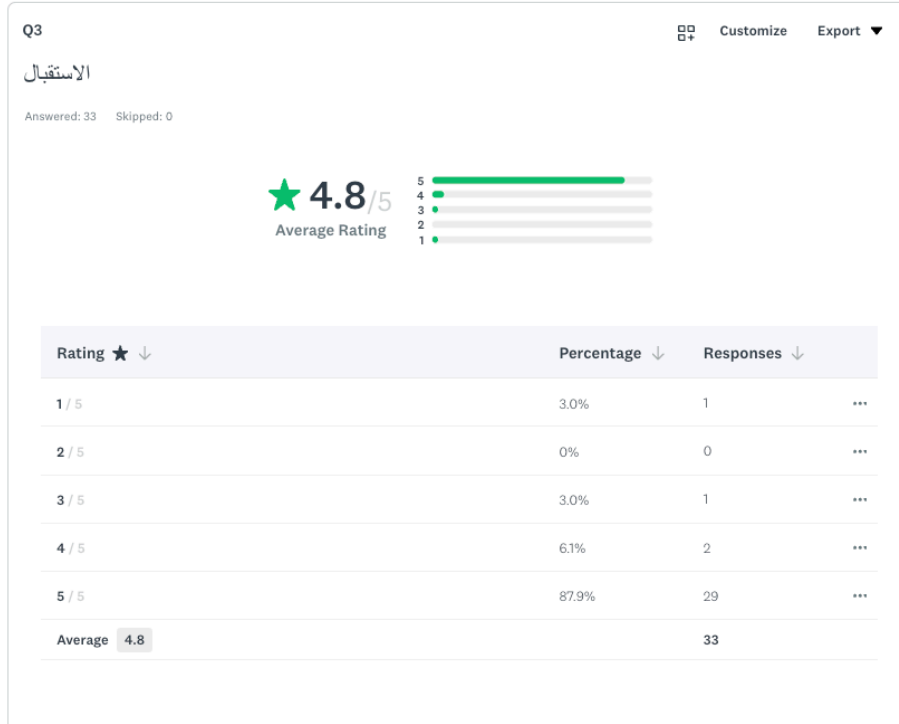 Q3 Customize Export
الاستقبال
Answered: 33 Skipped: 0
4.8/5
Average Rating
5
4
3
2
1
Rating Percentage Responses
1 / 5 3.0% 1
2 / 5 0% 0
3 / 5 3.0% 1
4 / 5 6.1% 2
5 / 5 87.9% 29
Average 4.8 33